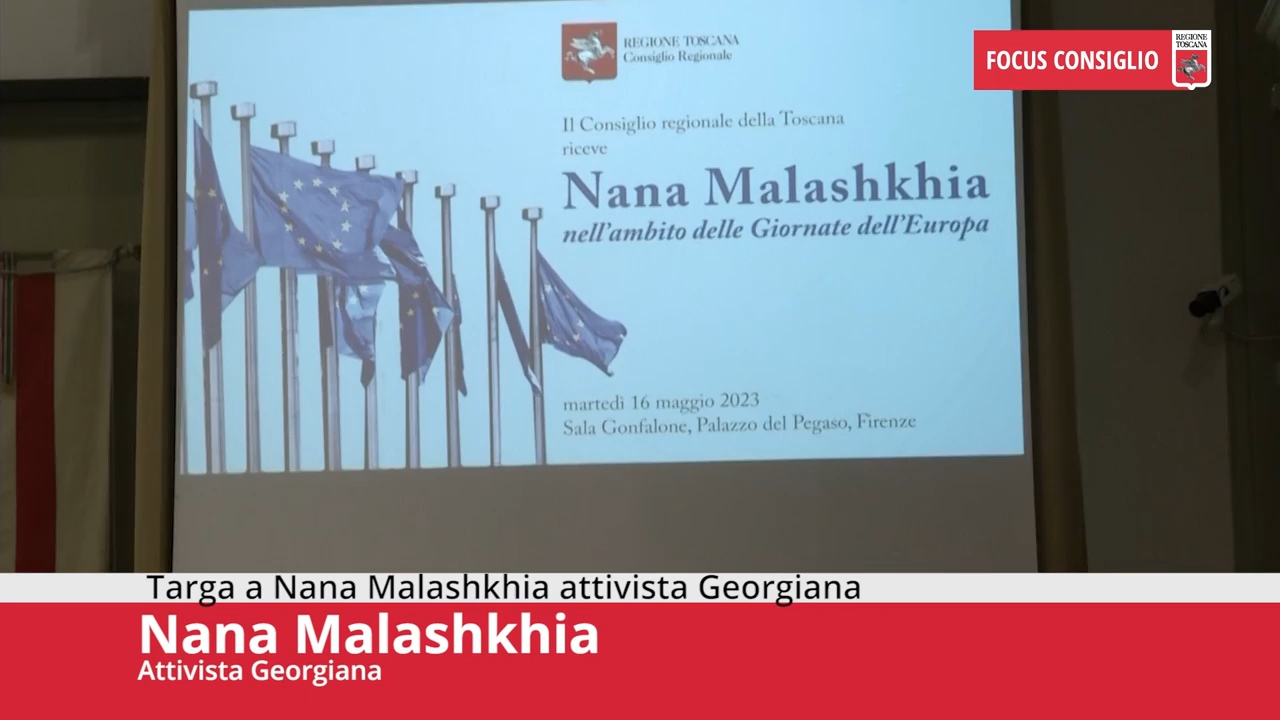 REGIONE TOSCANA
Consiglio Regionale
FOCUS CONSIGLIO
REGIONE
TOSCANA
Il Consiglio regionale della Toscana
riceve
Nana Malashkhia
nell'ambito delle Giornate dell'Europa
martedì 16 maggio 2023
Sala Gonfalone, Palazzo del Pegaso, Firenze
Targa a Nana Malashkhia attivista Georgiana
Nana Malashkhia
Attivista Georgiana